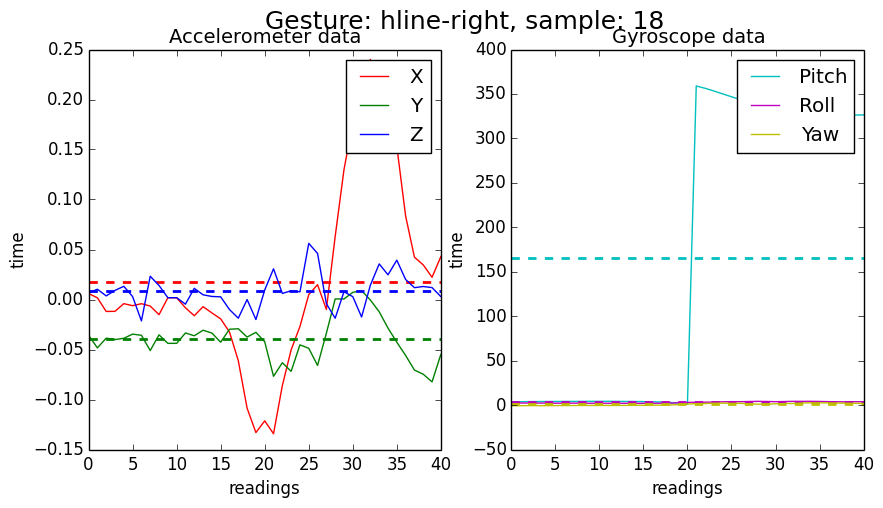 Gesture: hline-right, sample: 18
Accelerometer data
0.25
0.20
0.15
0.10
0.05
0.00
−0.05
−0.10
−0.15
time
0 5 10 15 20 25 30 35 40
readings
X
Y
Z
Gyroscope data
400
350
300
250
200
150
100
50
0
−50
time
0 5 10 15 20 25 30 35 40
readings
Pitch
Roll
Yaw